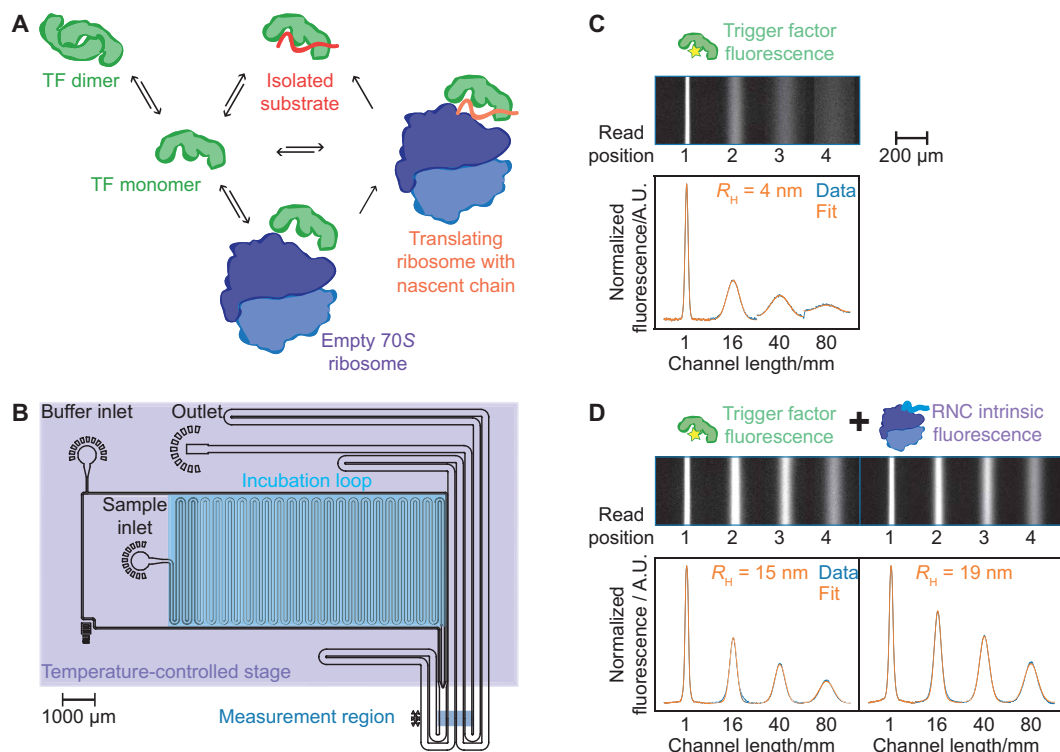 A
TF dimer
Isolated
substrate
TF monomer
Translating
ribosome with
nascent chain
Empty 70S
ribosome
B
Buffer inlet
Outlet
Incubation loop
Sample
inlet
Temperature-controlled stage
1000 µm
Measurement region
C
Trigger factor
fluorescence
Read
position
1 2 3 4
200 µm
Normalized
fluorescence/A.U.
RH = 4 nm
Data
Fit
1 16 40 80
Channel length/mm
D
Trigger factor
fluorescence
+
RNC intrinsic
fluorescence
Read
position
1 2 3 4 1 2 3 4
Normalized
fluorescence / A.U.
RH = 15 nm
Data
Fit
RH = 19 nm
1 16 40 80 1 16 40 80
Channel length/mm Channel length/mm